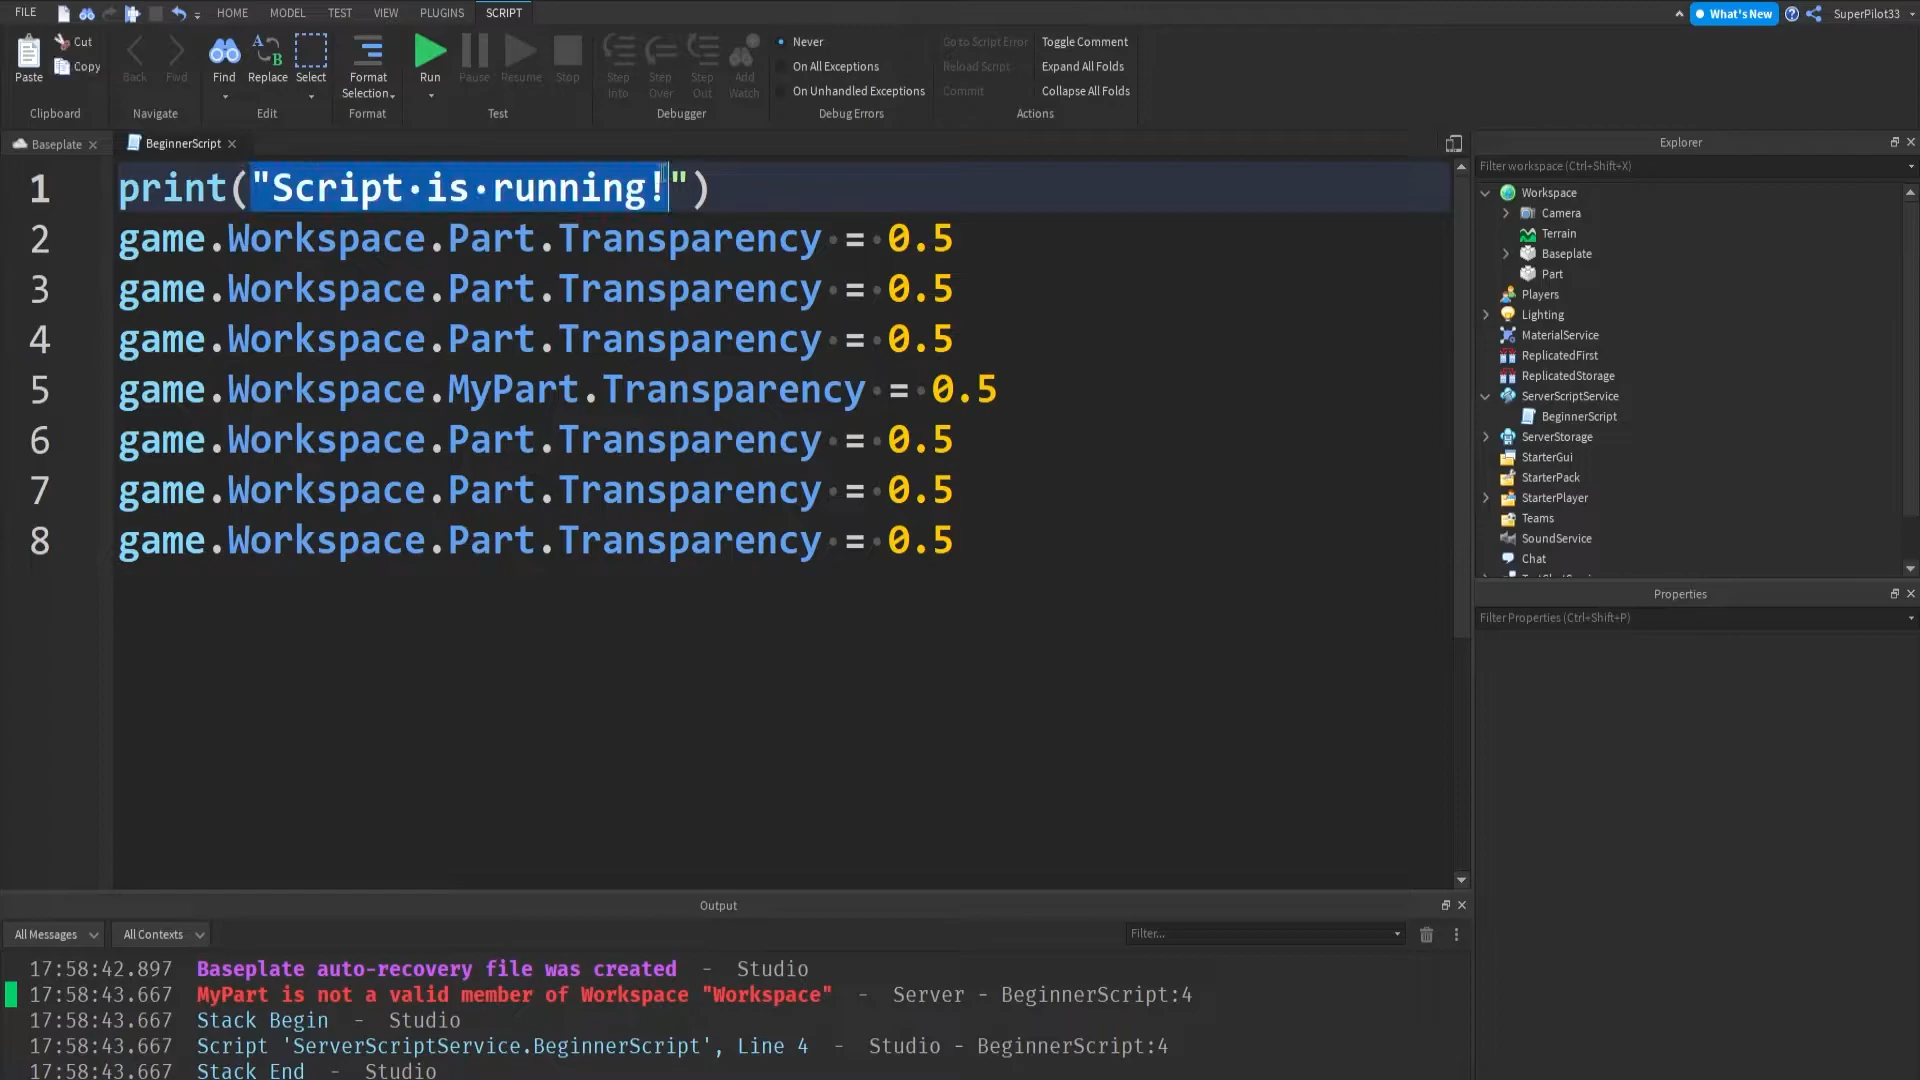 FILE HOME MODEL TEST VIEW PLUGINS SCRIPT What's New SuperPilot33
Paste Cut Copy Clipboard
Back Fwd Navigate
Find Replace Select Edit
Format Selection Format
Run Pause Resume Stop Test
Step Into Step Over Step Out Add Watch Debugger
Never
On All Exceptions
On Unhandled Exceptions
Debug Errors
Go to Script Error
Reload Script
Commit
Toggle Comment
Expand All Folds
Collapse All Folds
Actions
Baseplate BeginnerScript
1 print("Script·is·running!")
2 game.Workspace.Part.Transparency·=·0.5
3 game.Workspace.Part.Transparency·=·0.5
4 game.Workspace.Part.Transparency·=·0.5
5 game.Workspace.MyPart.Transparency·=·0.5
6 game.Workspace.Part.Transparency·=·0.5
7 game.Workspace.Part.Transparency·=·0.5
8 game.Workspace.Part.Transparency·=·0.5
Explorer
Filter workspace (Ctrl+Shift+X)
Workspace
Camera
Terrain
Baseplate
Part
Players
Lighting
MaterialService
ReplicatedFirst
ReplicatedStorage
ServerScriptService
BeginnerScript
ServerStorage
StarterGui
StarterPack
StarterPlayer
Teams
SoundService
Chat
Properties
Filter Properties (Ctrl+Shift+P)
Output
All Messages All Contexts Filter...
17:58:42.897 Baseplate auto-recovery file was created - Studio
17:58:43.667 MyPart is not a valid member of Workspace "Workspace" - Server - BeginnerScript:4
17:58:43.667 Stack Begin - Studio
17:58:43.667 Script 'ServerScriptService.BeginnerScript', Line 4 - Studio - BeginnerScript:4
17:58:43.667 Stack End - Studio